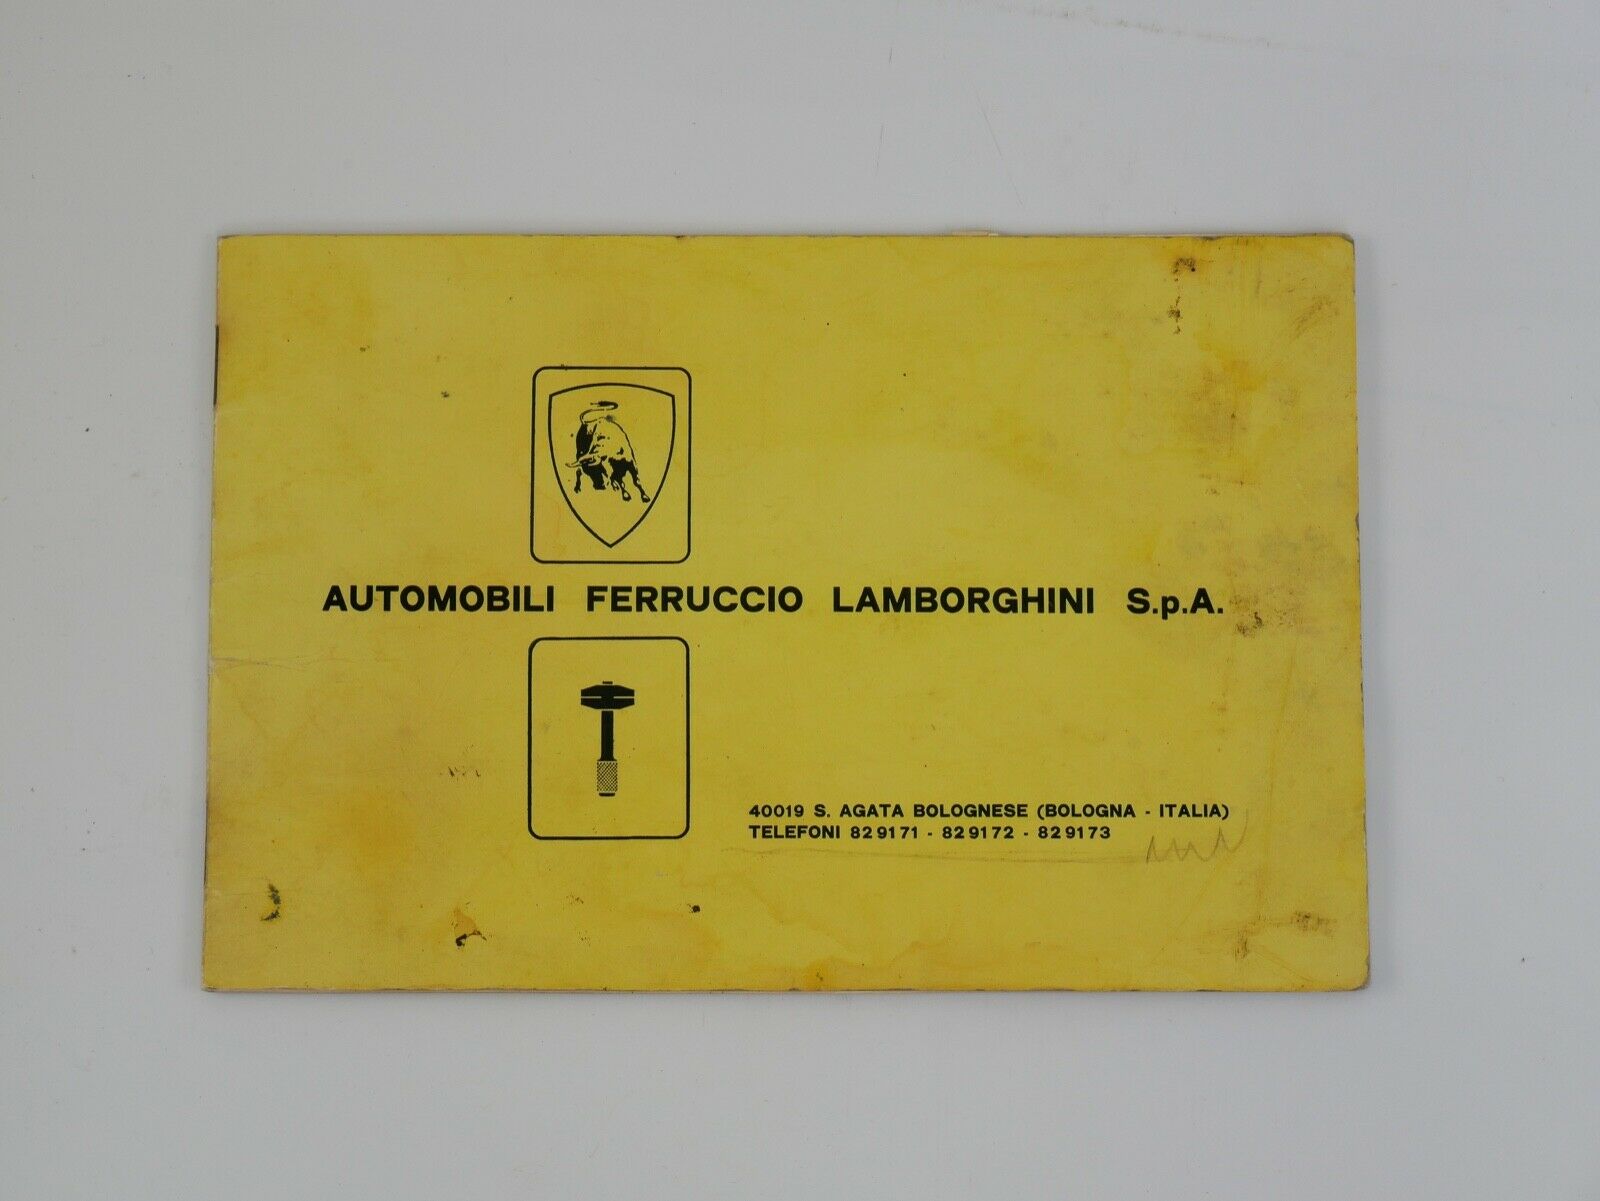 AUTOMOBILI FERRUCCIO LAMBORGHINI S.p.A.
40019 S. AGATA BOLOGNESE (BOLOGNA - ITALIA)
TELEFONI 829171 - 829172 - 829173